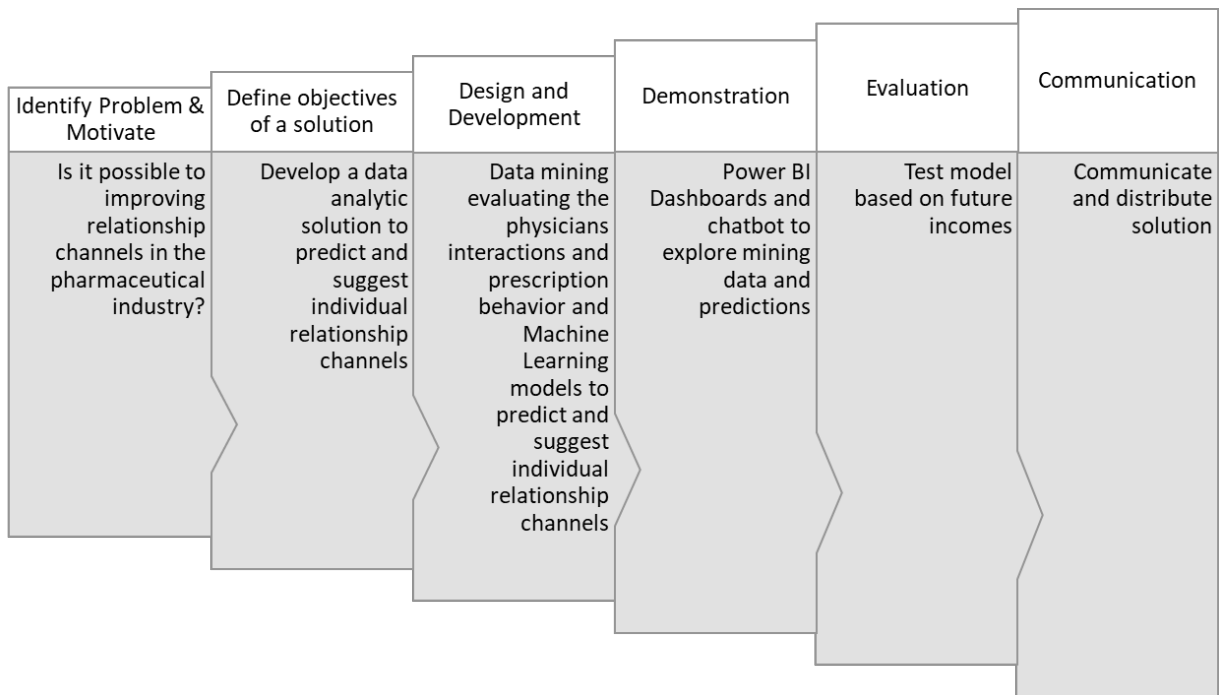 Identify Problem &
Motivate
Is it possible to
improving
relationship
channels in the
pharmaceutical
industry?
Define objectives
of a solution
Develop a data
analytic
solution to
predict and
suggest
individual
relationship
channels
Design and
Development
Data mining
evaluating the
physicians
interactions and
prescription
behavior and
Machine
Learning
models to
predict and
suggest
individual
relationship
channels
Demonstration
Power BI
Dashboards and
chatbot to
explore mining
data and
predictions
Evaluation
Test model
based on future
incomes
Communication
Communicate
and distribute
solution